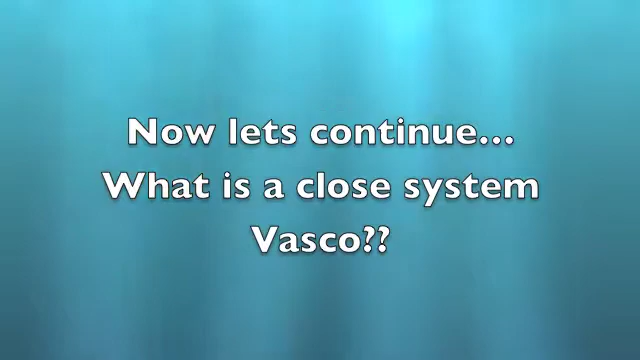 Now lets continue...
What is a close system
Vasco??